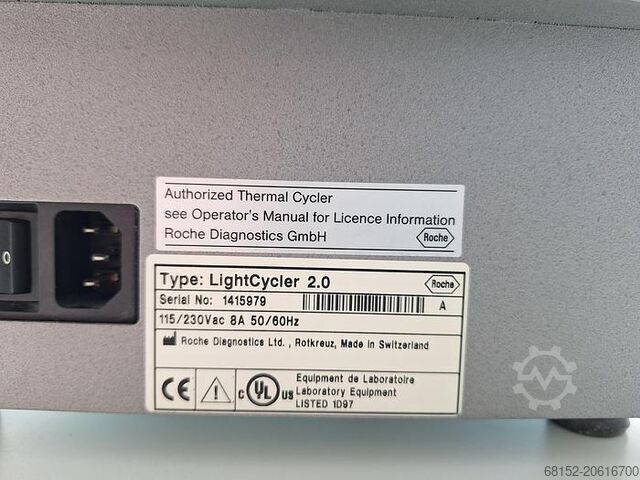 Authorized Thermal Cycler
see Operator's Manual for Licence Information
Roche Diagnostics GmbH
Roche
Type: LightCycler 2.0
Roche
Serial No: 1415979
A
115/230Vac 8A 50/60Hz
Roche Diagnostics Ltd., Rotkreuz, Made in Switzerland
CE
C UL US
Equipment de Laboratoire
Laboratory Equipment
LISTED 1D97
0
68152-20616700